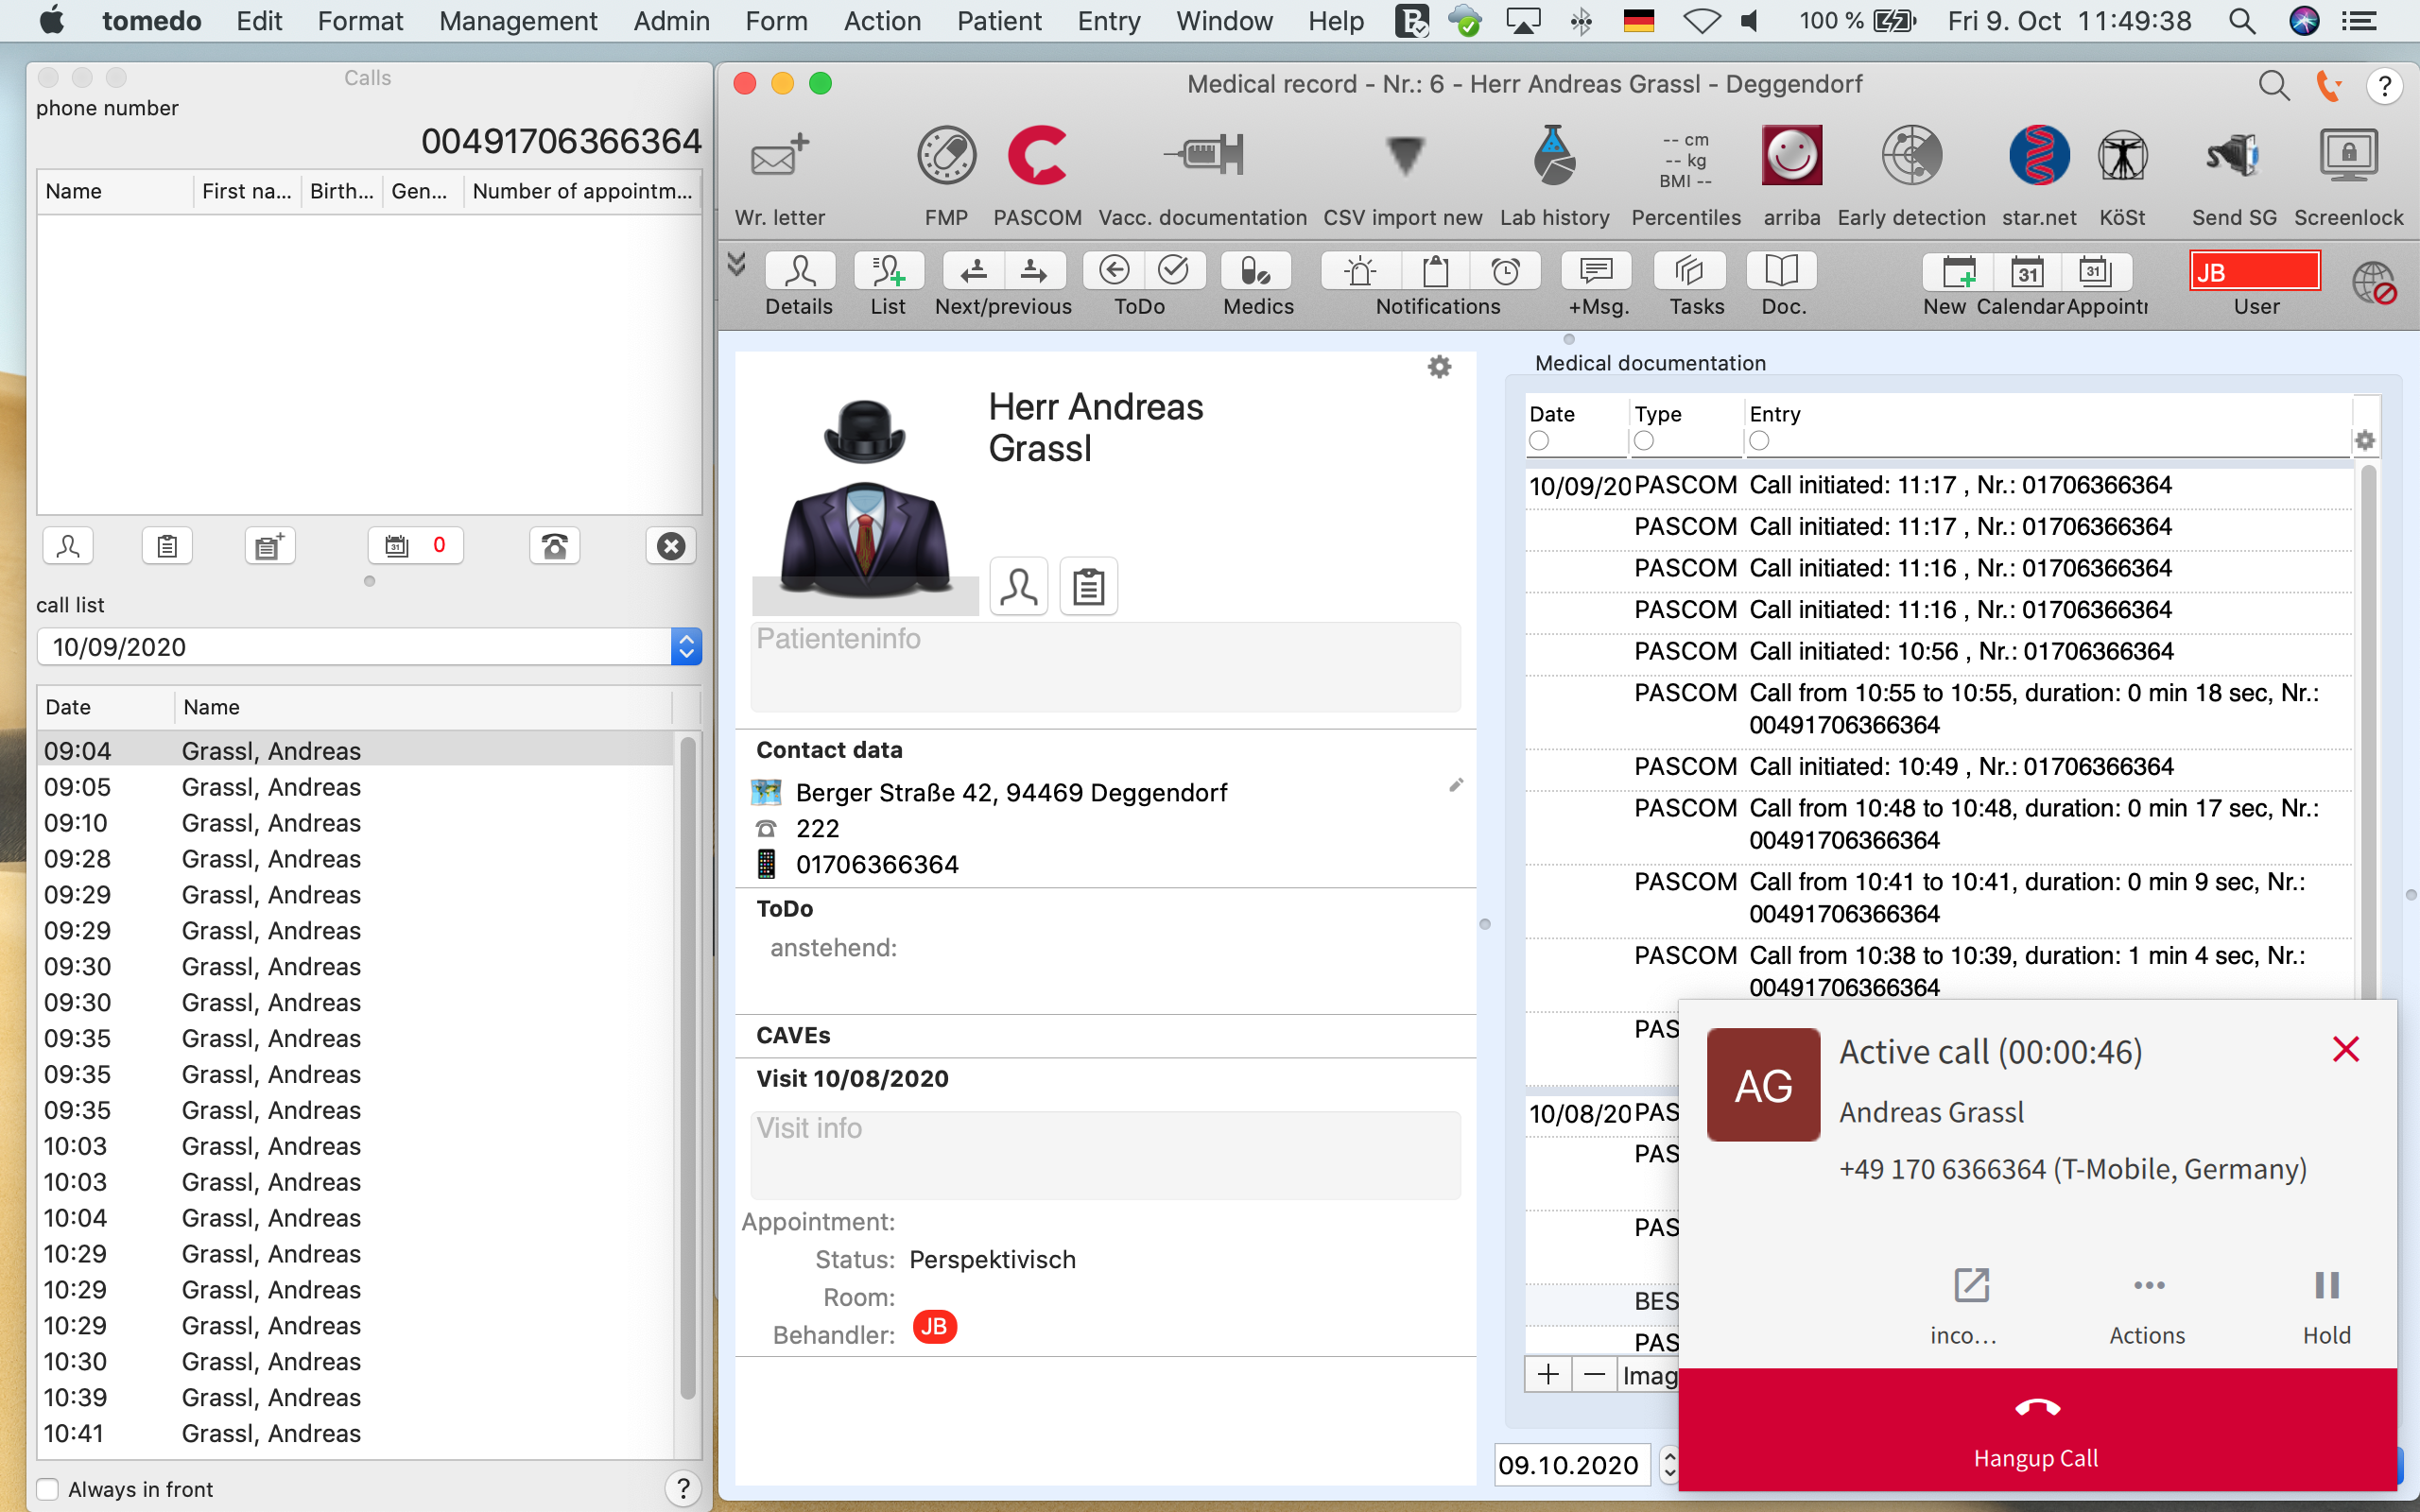 tomedo Edit Format Management Admin Form Action Patient Entry Window Help 100 % Fri 9. Oct 11:49:38
Calls
phone number
00491706366364
Name First na... Birth... Gen... Number of appointm...
31 0
call list
10/09/2020
Date Name
09:04 Grassl, Andreas
09:05 Grassl, Andreas
09:10 Grassl, Andreas
09:28 Grassl, Andreas
09:29 Grassl, Andreas
09:29 Grassl, Andreas
09:30 Grassl, Andreas
09:30 Grassl, Andreas
09:35 Grassl, Andreas
09:35 Grassl, Andreas
09:35 Grassl, Andreas
10:03 Grassl, Andreas
10:03 Grassl, Andreas
10:04 Grassl, Andreas
10:29 Grassl, Andreas
10:29 Grassl, Andreas
10:29 Grassl, Andreas
10:30 Grassl, Andreas
10:39 Grassl, Andreas
10:41 Grassl, Andreas
Always in front ?
Medical record - Nr.: 6 - Herr Andreas Grassl - Deggendorf ?
-- cm
-- kg
BMI --
Wr. letter FMP PASCOM Vacc. documentation CSV import new Lab history Percentiles arriba Early detection star.net KöSt Send SG Screenlock
31 31 JB
Details List Next/previous ToDo Medics Notifications +Msg. Tasks Doc. New Calendar Appointr User
Herr Andreas
Grassl
Patienteninfo
Contact data
Berger Straße 42, 94469 Deggendorf
222
01706366364
ToDo
anstehend:
CAVEs
Visit 10/08/2020
Visit info
Appointment:
Status: Perspektivisch
Room:
Behandler: JB
Medical documentation
Date Type Entry
10/09/20 PASCOM Call initiated: 11:17 , Nr.: 01706366364
PASCOM Call initiated: 11:17 , Nr.: 01706366364
PASCOM Call initiated: 11:16 , Nr.: 01706366364
PASCOM Call initiated: 11:16 , Nr.: 01706366364
PASCOM Call initiated: 10:56 , Nr.: 01706366364
PASCOM Call from 10:55 to 10:55, duration: 0 min 18 sec, Nr.:
00491706366364
PASCOM Call initiated: 10:49 , Nr.: 01706366364
PASCOM Call from 10:48 to 10:48, duration: 0 min 17 sec, Nr.:
00491706366364
PASCOM Call from 10:41 to 10:41, duration: 0 min 9 sec, Nr.:
00491706366364
PASCOM Call from 10:38 to 10:39, duration: 1 min 4 sec, Nr.:
00491706366364
PAS
10/08/20 PAS
PAS
PAS
BES
PAS
+ − Imag
09.10.2020
AG
Active call (00:00:46)
Andreas Grassl
+49 170 6366364 (T-Mobile, Germany)
inco... Actions Hold
Hangup Call